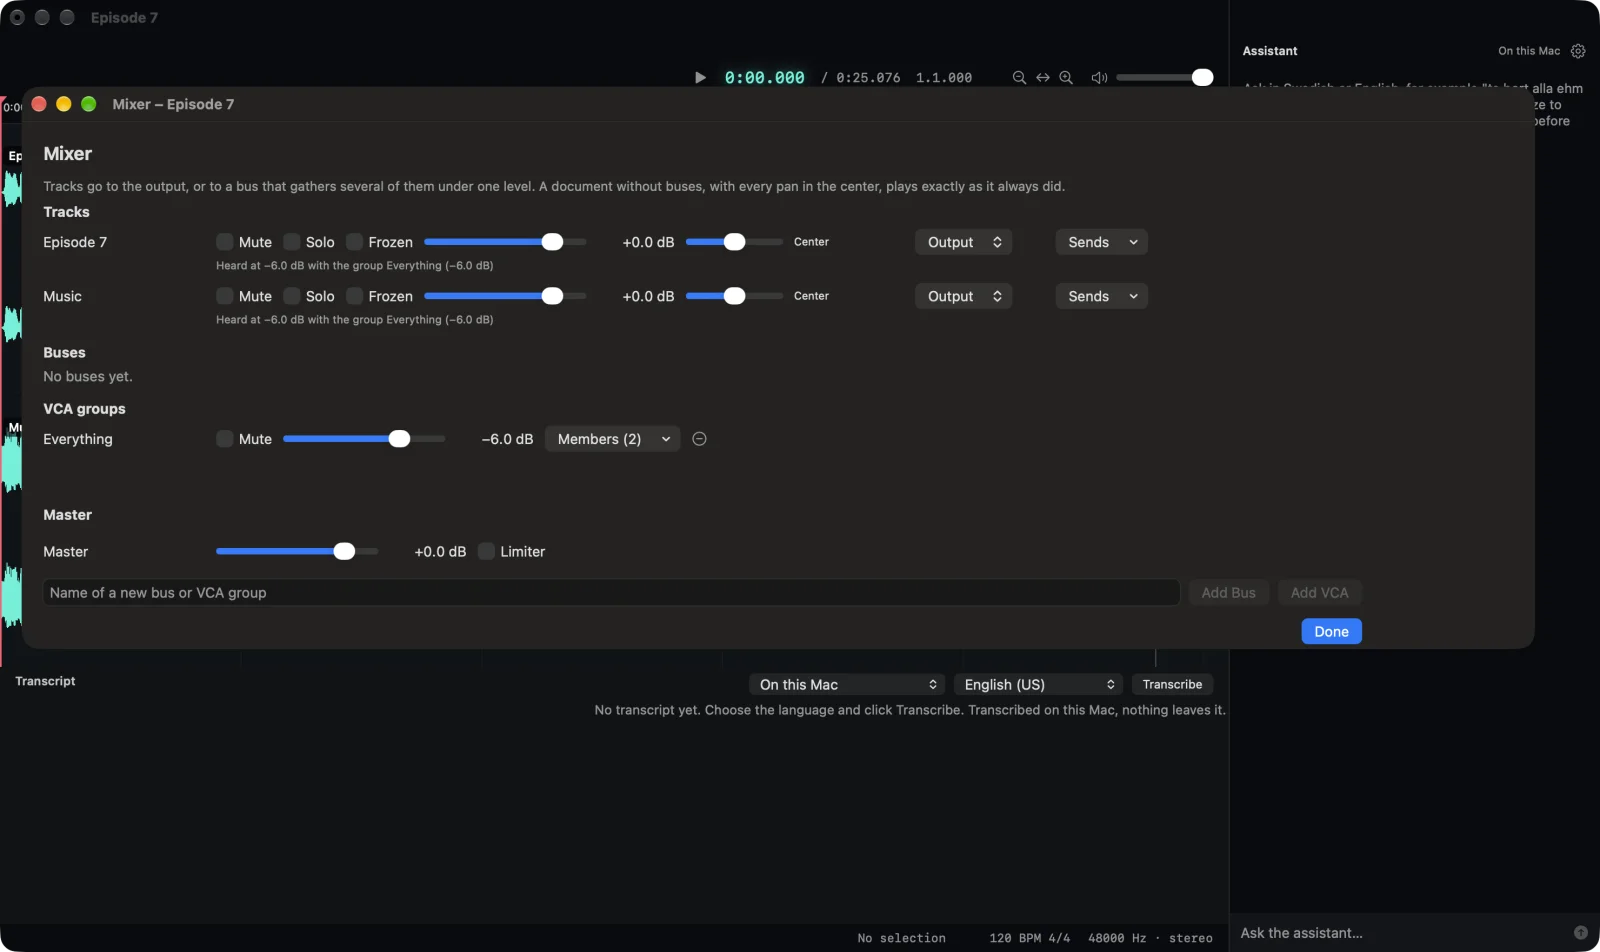 Episode 7
0:00.000 / 0:25.076 1.1.000
Assistant
On this Mac
alla ehm
ze to
before
0:00
Mixer – Episode 7
Ep
Mixer
Tracks go to the output, or to a bus that gathers several of them under one level. A document without buses, with every pan in the center, plays exactly as it always did.
Tracks
Episode 7 Mute Solo Frozen +0.0 dB Center Output Sends
Heard at −6.0 dB with the group Everything (−6.0 dB)
Music Mute Solo Frozen +0.0 dB Center Output Sends
Heard at −6.0 dB with the group Everything (−6.0 dB)
Buses
No buses yet.
VCA groups
Mu
Everything Mute −6.0 dB Members (2)
Master
Master +0.0 dB Limiter
Name of a new bus or VCA group Add Bus Add VCA
Done
Transcript On this Mac English (US) Transcribe
No transcript yet. Choose the language and click Transcribe. Transcribed on this Mac, nothing leaves it.
Ask the assistant...
No selection 120 BPM 4/4 48000 Hz · stereo